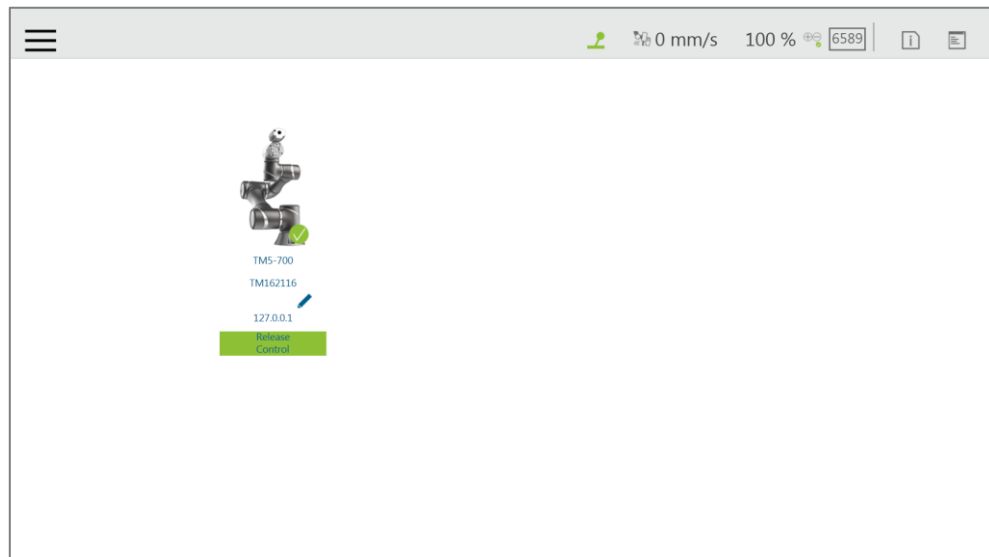 0 mm/s 100 % 6589
TM5-700
TM162116
127.0.0.1
Release
Control